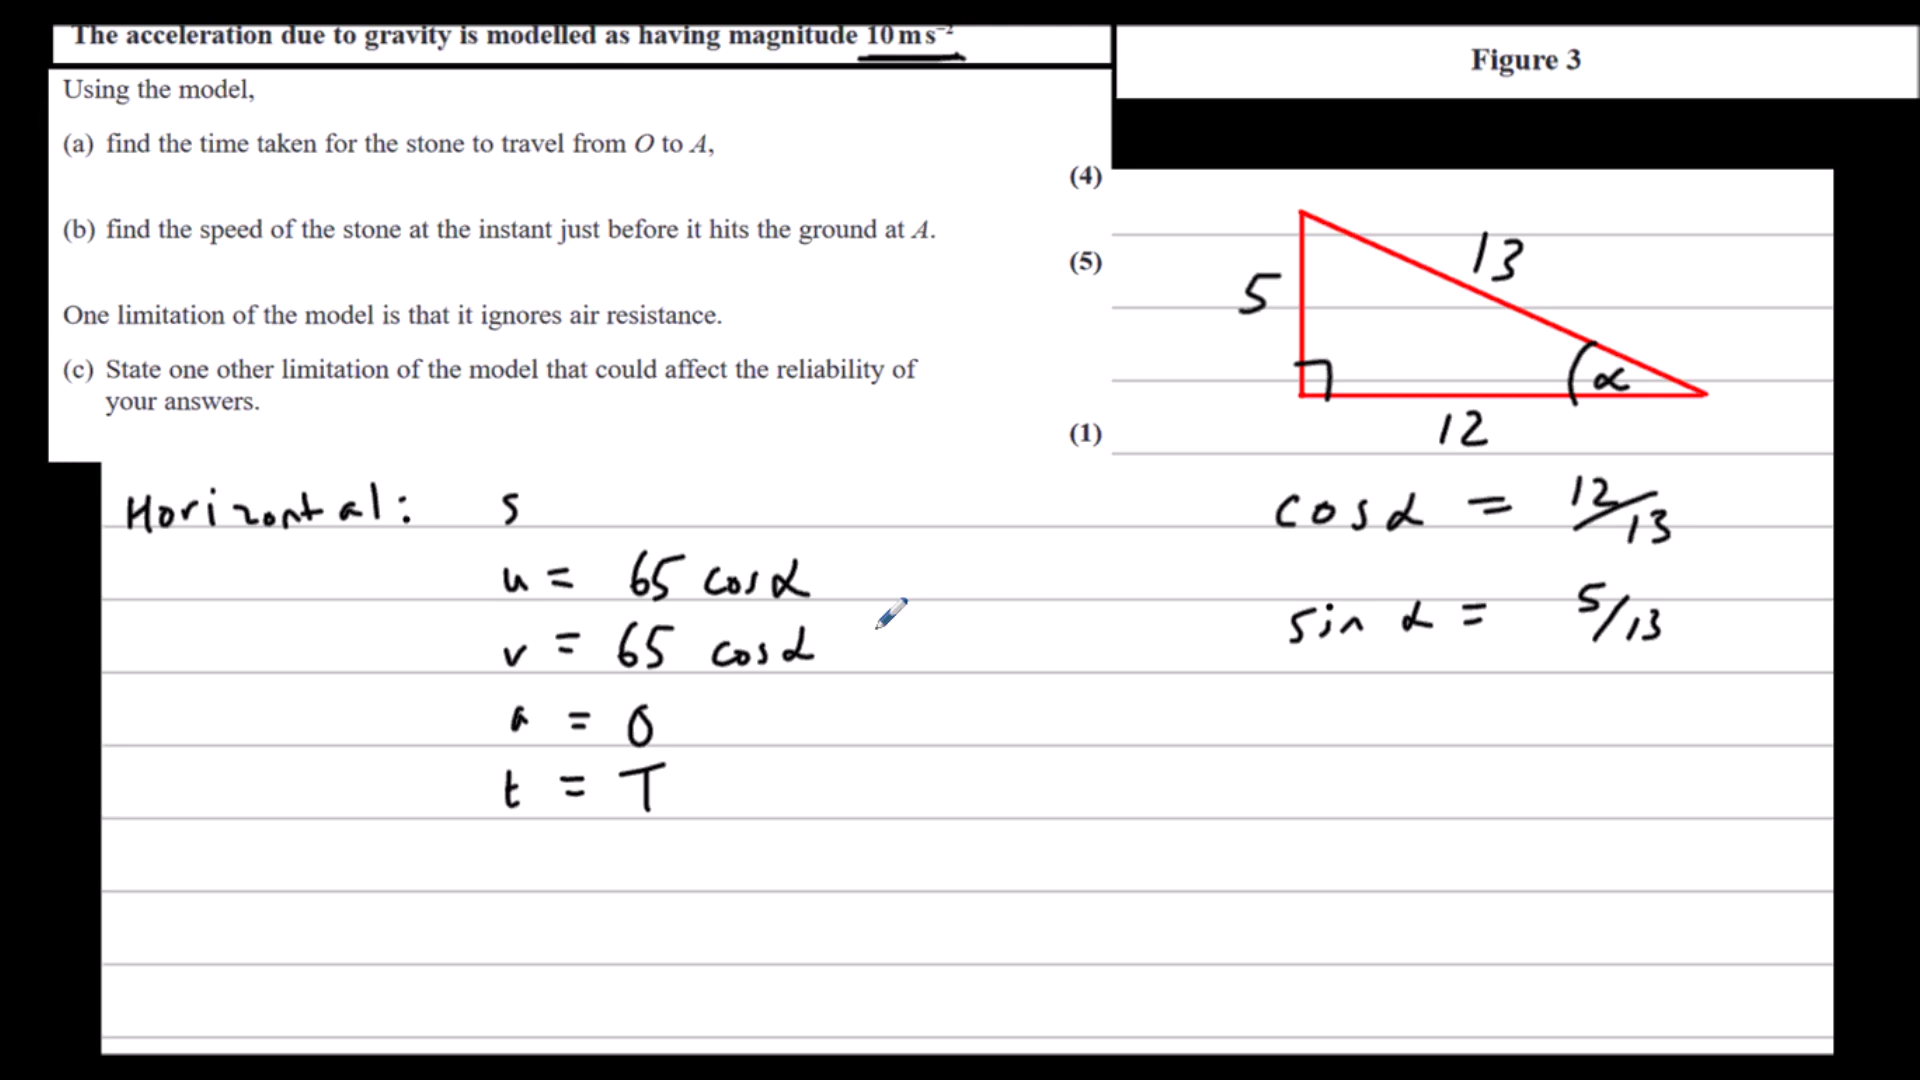 The acceleration due to gravity is modelled as having magnitude 10 m s⁻²
Figure 3
Using the model,
(a) find the time taken for the stone to travel from O to A,
(4)
(b) find the speed of the stone at the instant just before it hits the ground at A.
(5)
One limitation of the model is that it ignores air resistance.
(c) State one other limitation of the model that could affect the reliability of
your answers.
(1)
5
13
α
12
Horizontal: s
u = 65 cosα
v = 65 cosα
a = 0
t = T
cosα = 12/13
sin α = 5/13